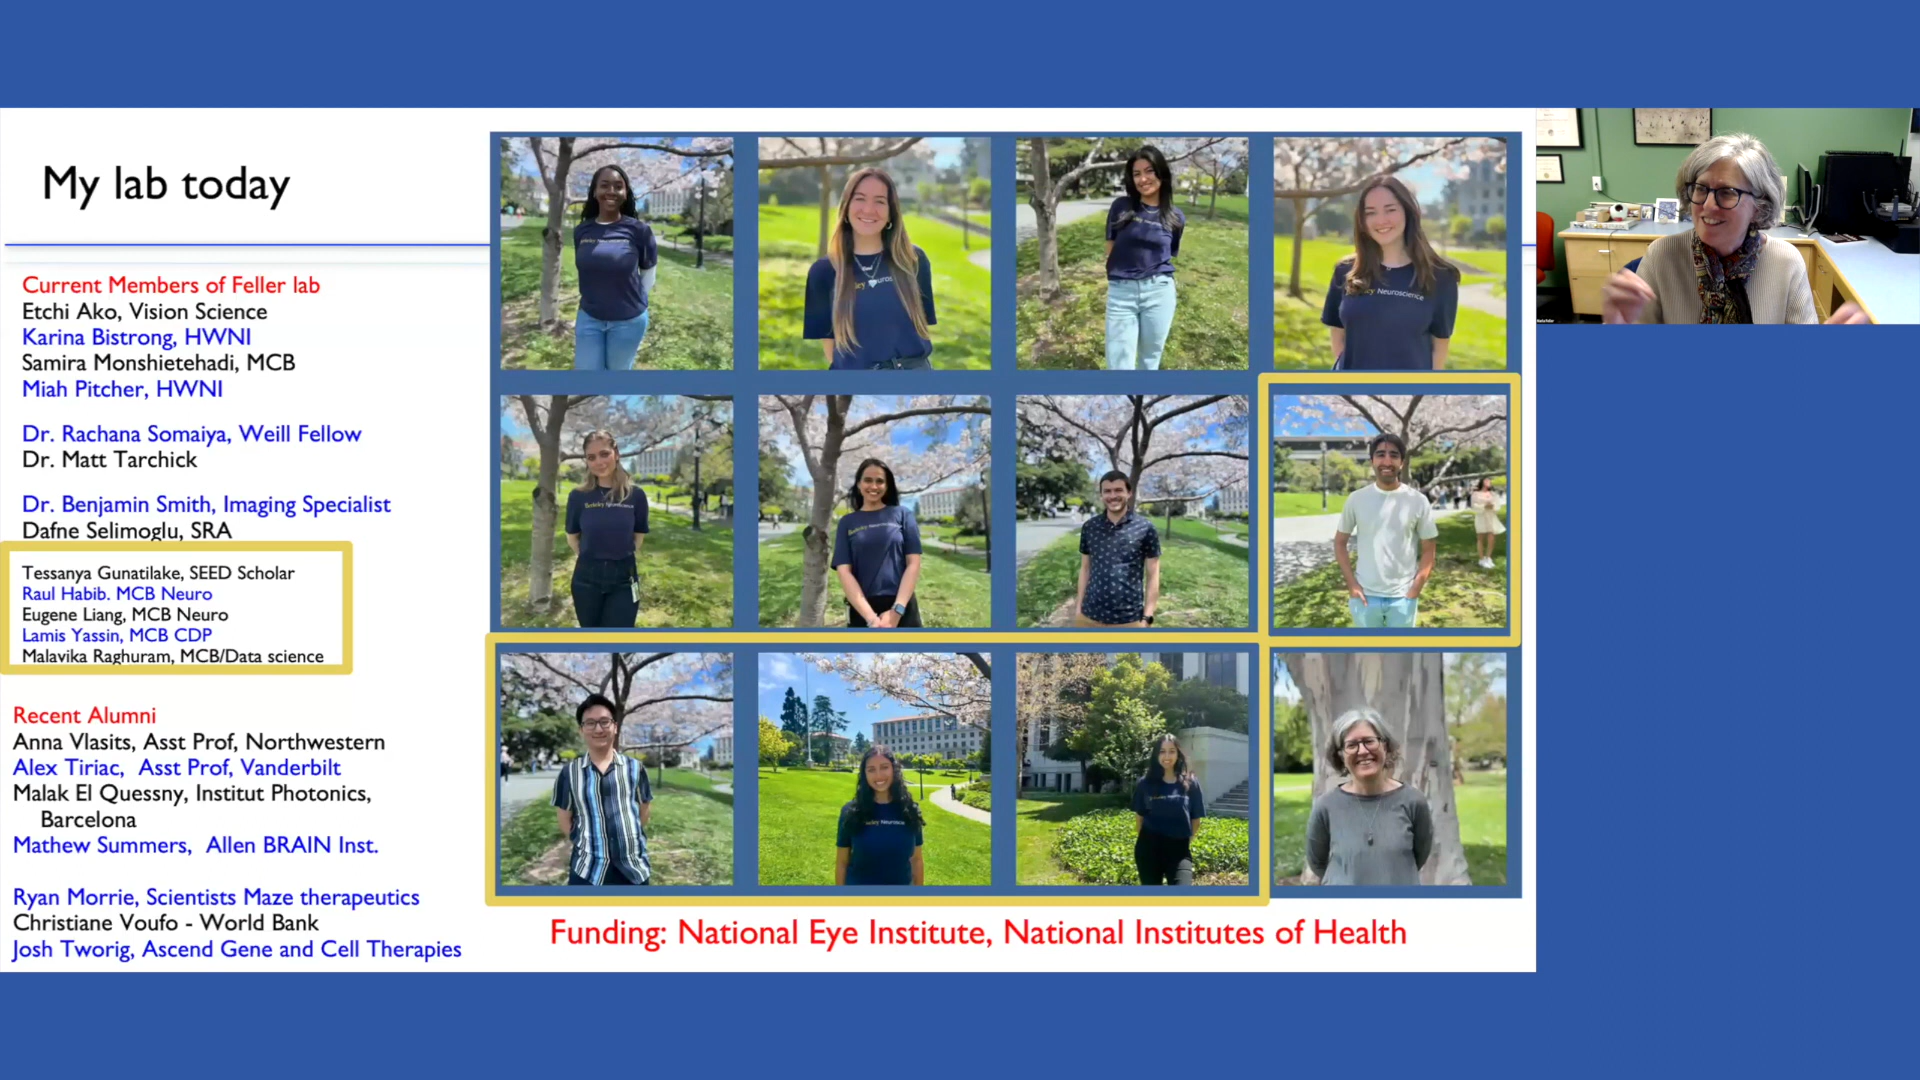 My lab today
Current Members of Feller lab
Etchi Ako, Vision Science
Karina Bistrong, HWNI
Samira Monshietehadi, MCB
Miah Pitcher, HWNI
Dr. Rachana Somaiya, Weill Fellow
Dr. Matt Tarchick
Dr. Benjamin Smith, Imaging Specialist
Dafne Selimoglu, SRA
Tessanya Gunatilake, SEED Scholar
Raul Habib. MCB Neuro
Eugene Liang, MCB Neuro
Lamis Yassin, MCB CDP
Malavika Raghuram, MCB/Data science
Recent Alumni
Anna Vlasits, Asst Prof, Northwestern
Alex Tiriac, Asst Prof, Vanderbilt
Malak El Quessny, Institut Photonics,
Barcelona
Mathew Summers, Allen BRAIN Inst.
Ryan Morrie, Scientists Maze therapeutics
Christiane Voufo - World Bank
Josh Tworig, Ascend Gene and Cell Therapies
Neuroscience
Berkeley
Funding: National Eye Institute, National Institutes of Health